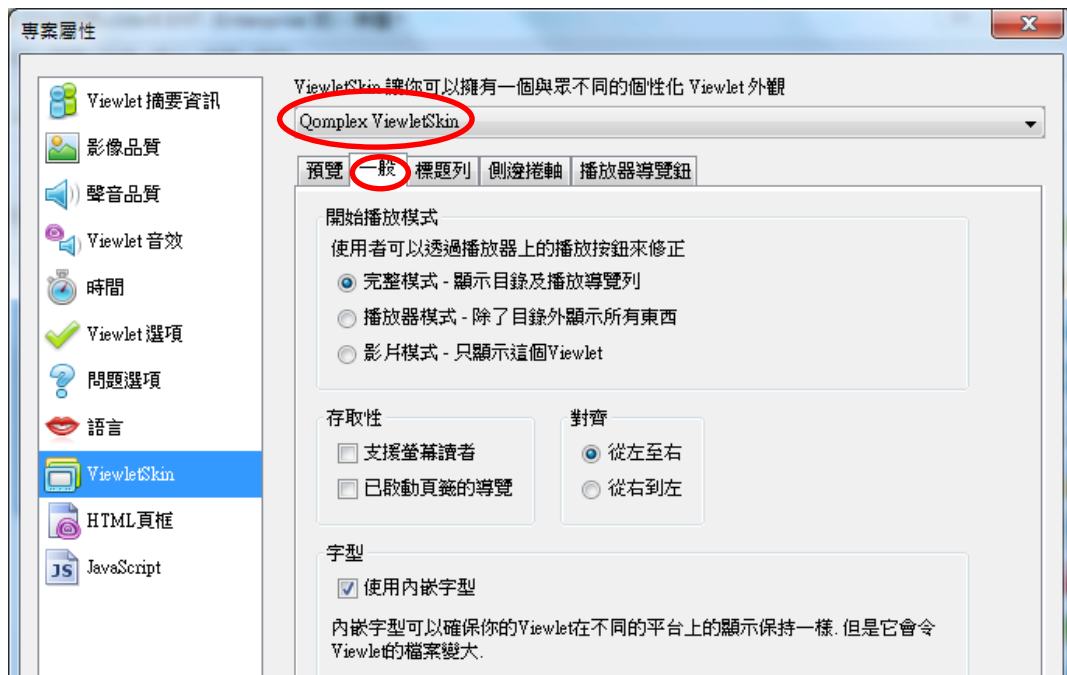 專案屬性
Viewlet 摘要資訊
影像品質
聲音品質
Viewlet 音效
時間
Viewlet 選項
問題選項
語言
ViewletSkin
HTML頁框
JavaScript
ViewletSkin 讓你可以擁有一個與眾不同的個性化 Viewlet 外觀
Qomplex ViewletSkin
預覽 一般 標題列 側邊捲軸 播放器導覽鈕
開始播放模式
使用者可以透過播放器上的播放按鈕來修正
完整模式 - 顯示目錄及播放導覽列
播放器模式 - 除了目錄外顯示所有東西
影片模式 - 只顯示這個Viewlet
存取性
支援螢幕讀者
已啟動頁籤的導覽
對齊
從左至右
從右到左
字型
使用內嵌字型
內嵌字型可以確保你的Viewlet在不同的平台上的顯示保持一樣. 但是它會令
Viewlet的檔案變大.